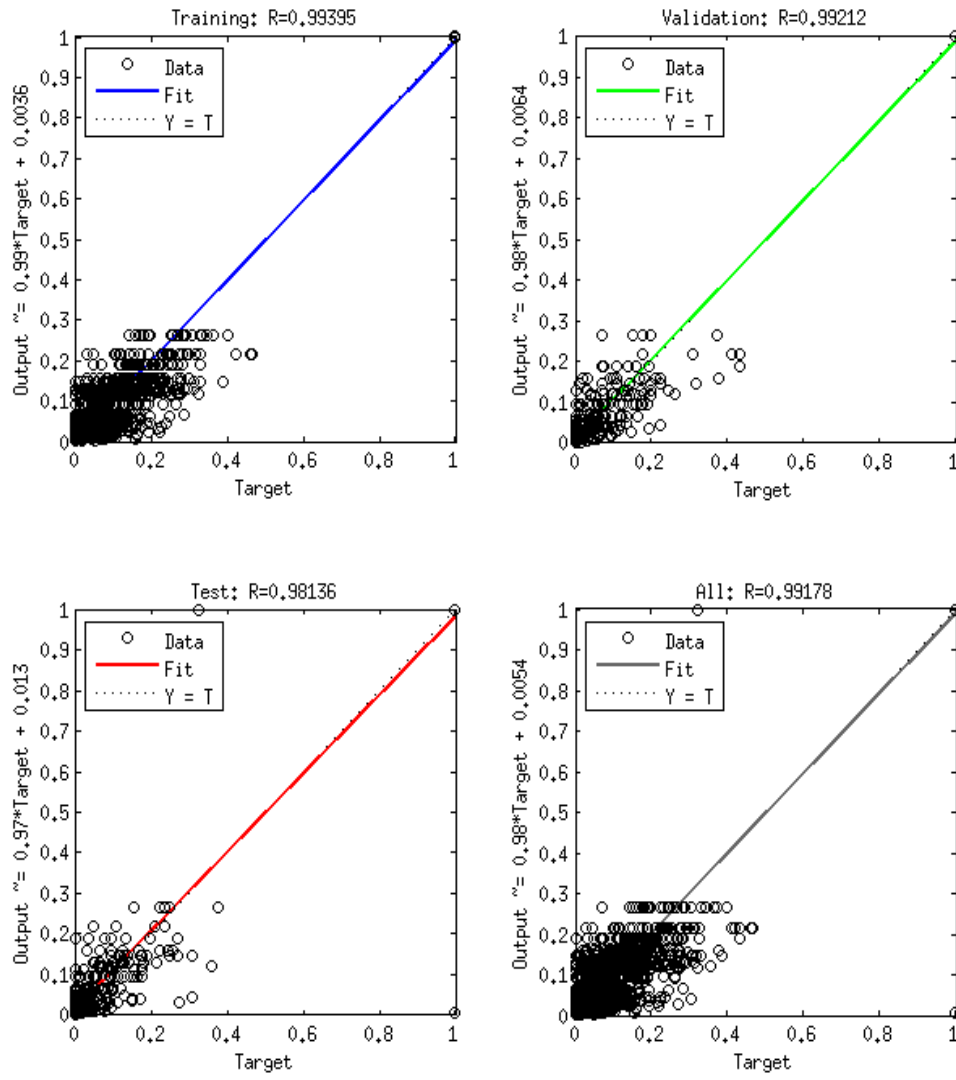 Training: R=0.99395
Output ~= 0.99*Target + 0.0036
1
0.9
0.8
0.7
0.6
0.5
0.4
0.3
0.2
0.1
0
Data
Fit
Y = T
0 0.2 0.4 0.6 0.8 1
Target
Validation: R=0.99212
Output ~= 0.98*Target + 0.0064
1
0.9
0.8
0.7
0.6
0.5
0.4
0.3
0.2
0.1
0
Data
Fit
Y = T
0 0.2 0.4 0.6 0.8 1
Target
Test: R=0.98136
Output ~= 0.97*Target + 0.013
1
0.9
0.8
0.7
0.6
0.5
0.4
0.3
0.2
0.1
0
Data
Fit
Y = T
0 0.2 0.4 0.6 0.8 1
Target
All: R=0.99178
Output ~= 0.98*Target + 0.0054
1
0.9
0.8
0.7
0.6
0.5
0.4
0.3
0.2
0.1
0
Data
Fit
Y = T
0 0.2 0.4 0.6 0.8 1
Target